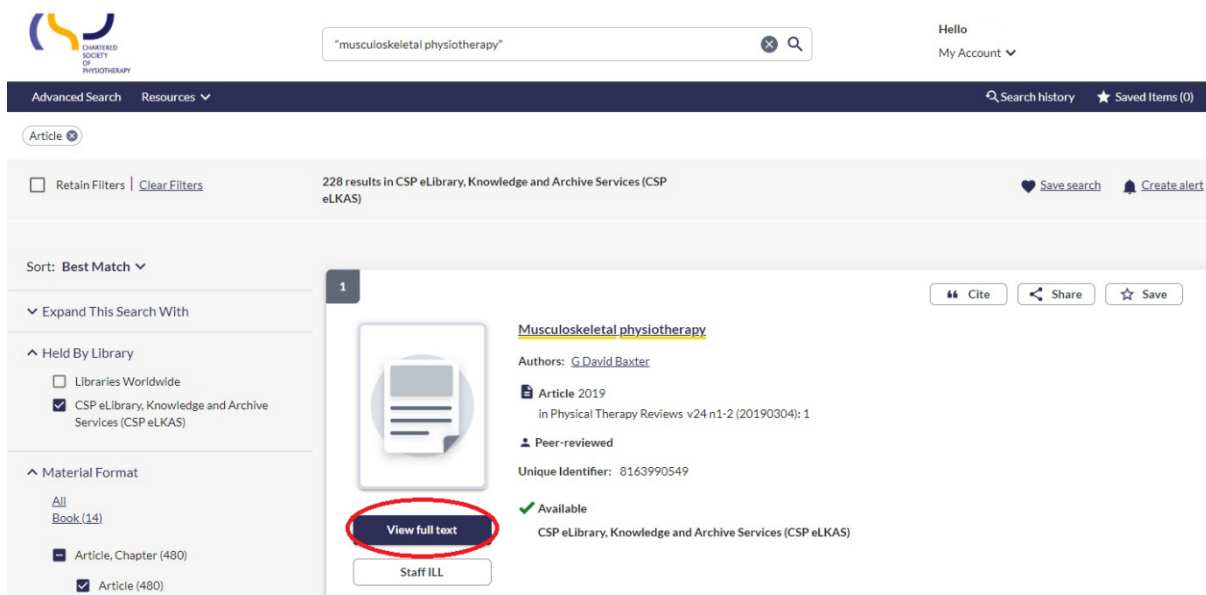 CHARTERED
SOCIETY
OF
PHYSIOTHERAPY
"musculoskeletal physiotherapy"
Hello
My Account
Advanced Search Resources
Search history Saved Items (0)
Article
Retain Filters | Clear Filters
228 results in CSP eLibrary, Knowledge and Archive Services (CSP
eLKAS)
Save search Create alert
Sort: Best Match
Expand This Search With
Held By Library
Libraries Worldwide
CSP eLibrary, Knowledge and Archive
Services (CSP eLKAS)
Material Format
All
Book (14)
Article, Chapter (480)
Article (480)
1
Cite Share Save
Musculoskeletal physiotherapy
Authors: G David Baxter
Article 2019
in Physical Therapy Reviews v24 n1-2 (20190304): 1
Peer-reviewed
Unique Identifier: 8163990549
Available
CSP eLibrary, Knowledge and Archive Services (CSP eLKAS)
View full text
Staff ILL